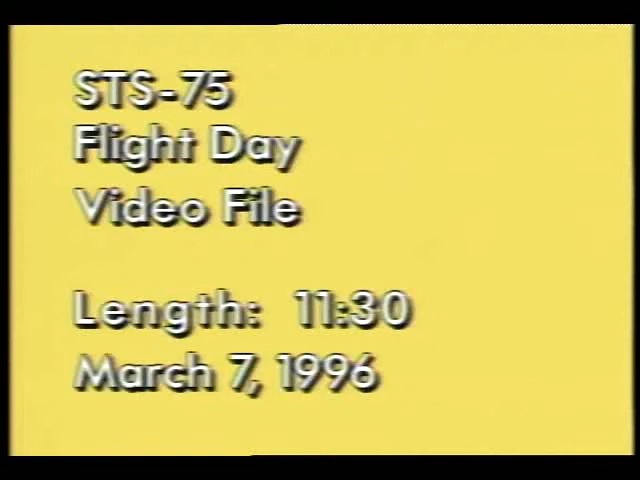 STS-75
Flight Day
Video File
Length: 11:30
March 7, 1996